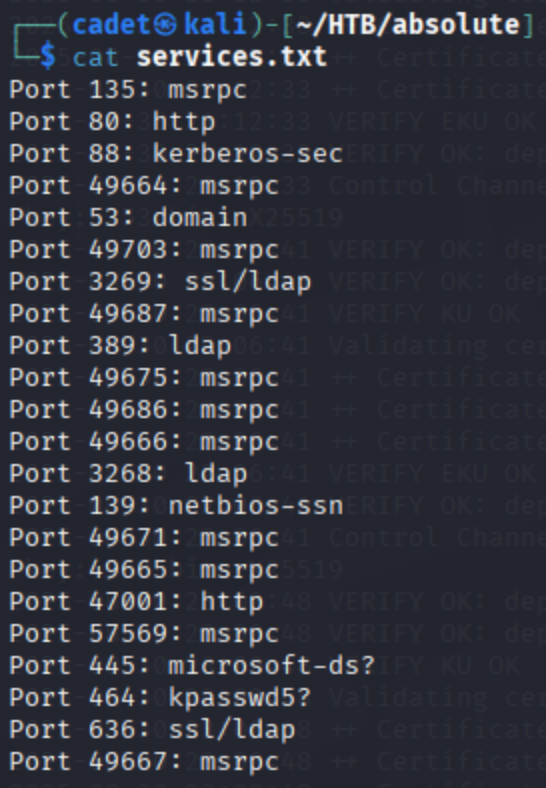 ┌──(cadet㉿kali)-[~/HTB/absolute]
└─$ cat services.txt
Port 135: msrpc
Port 80: http
Port 88: kerberos-sec
Port 49664: msrpc
Port 53: domain
Port 49703: msrpc
Port 3269: ssl/ldap
Port 49687: msrpc
Port 389: ldap
Port 49675: msrpc
Port 49686: msrpc
Port 49666: msrpc
Port 3268: ldap
Port 139: netbios-ssn
Port 49671: msrpc
Port 49665: msrpc
Port 47001: http
Port 57569: msrpc
Port 445: microsoft-ds?
Port 464: kpasswd5?
Port 636: ssl/ldap
Port 49667: msrpc